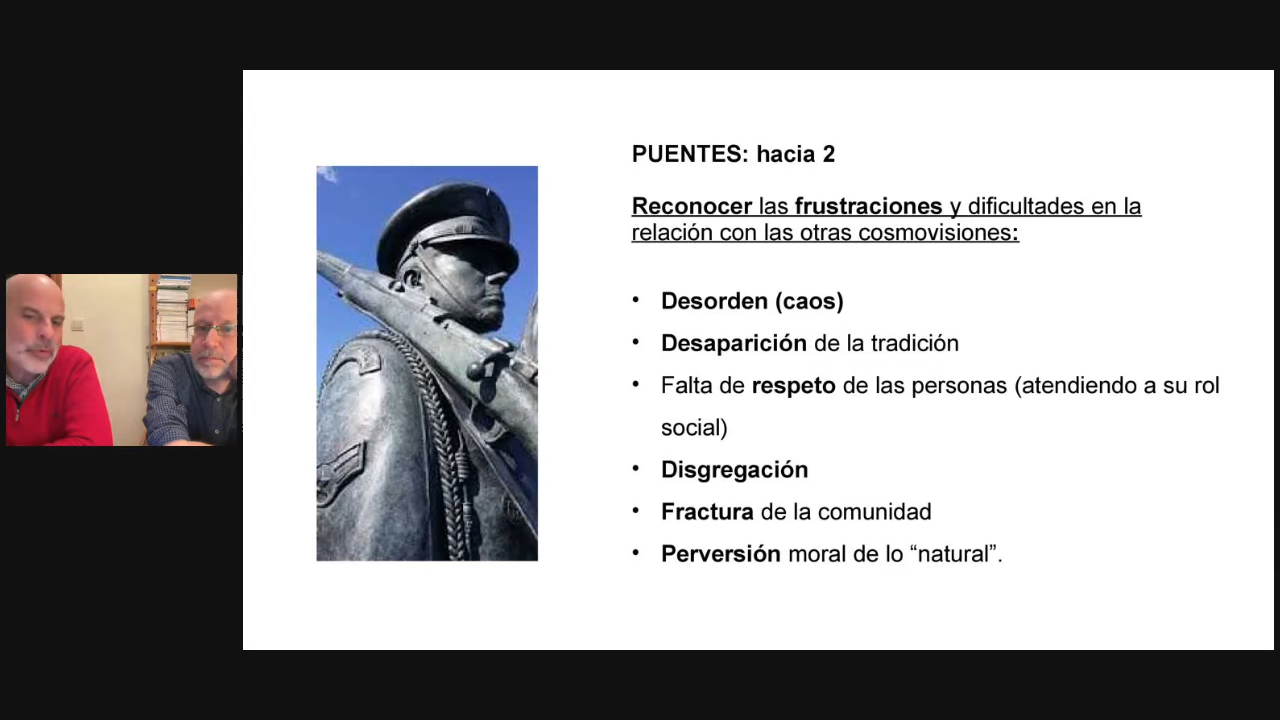 PUENTES: hacia 2
Reconocer las frustraciones y dificultades en la
relación con las otras cosmovisiones:
• Desorden (caos)
• Desaparición de la tradición
• Falta de respeto de las personas (atendiendo a su rol
social)
• Disgregación
• Fractura de la comunidad
• Perversión moral de lo “natural”.